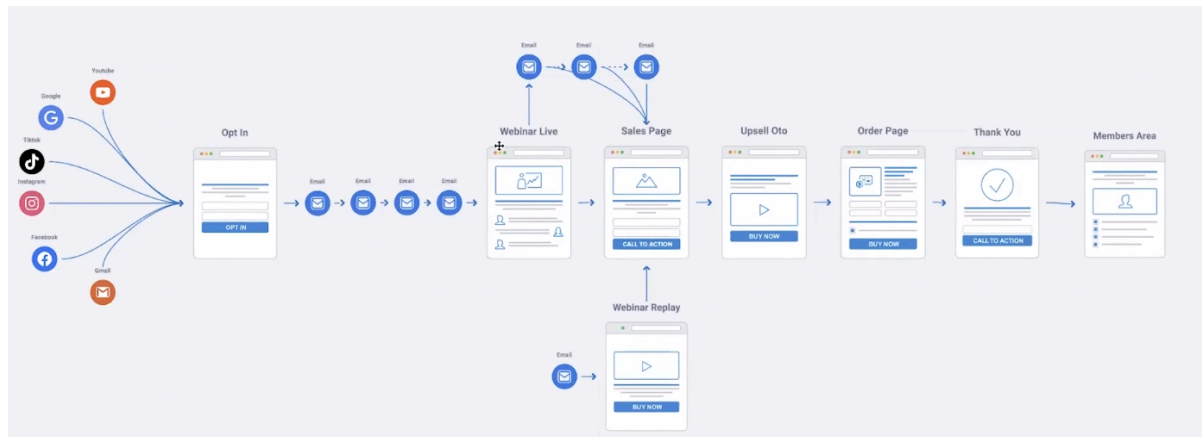 Youtube
Google
Tiktok
Instagram
Facebook
Gmail
Opt In
OPT IN
Email
Email
Email
Email
Email
Email
Email
Webinar Live
Sales Page
CALL TO ACTION
Upsell Oto
BUY NOW
Order Page
BUY NOW
Thank You
CALL TO ACTION
Members Area
Webinar Replay
Email
BUY NOW